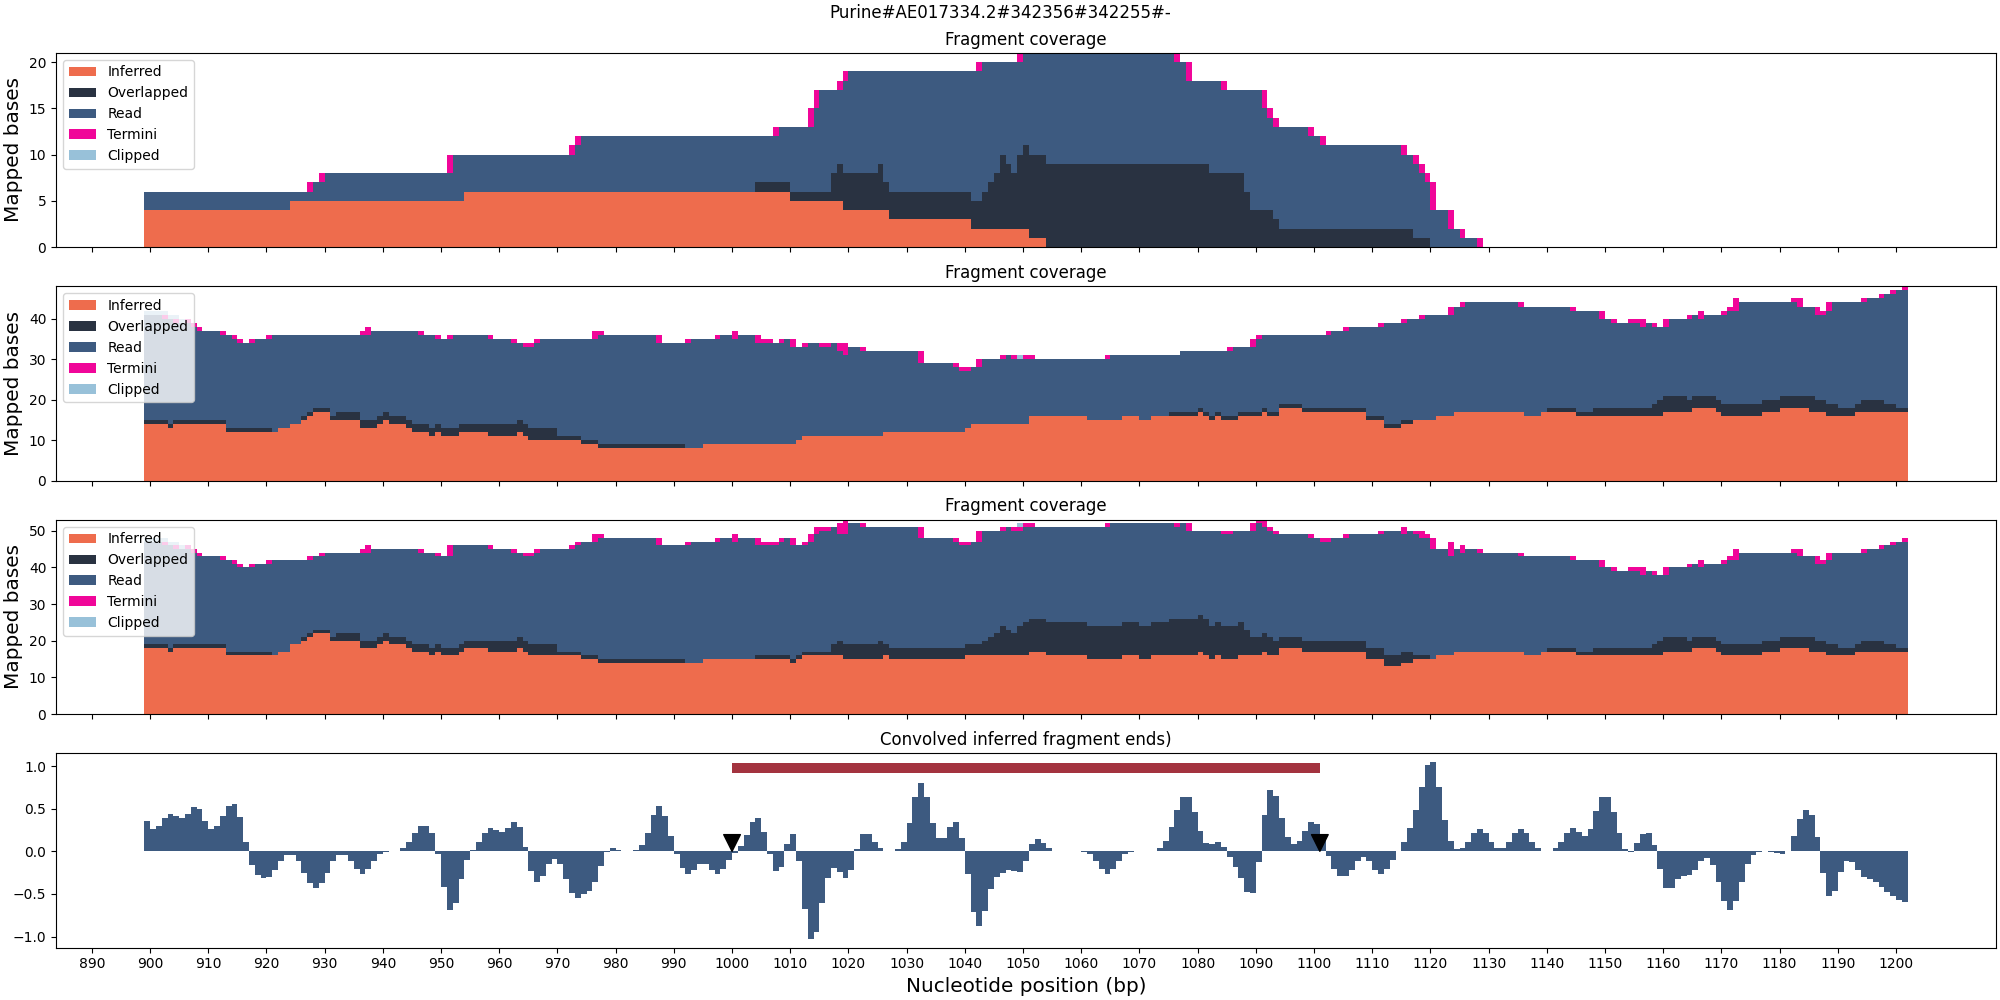 Purine#AE017334.2#342356#342255#-
Fragment coverage
Mapped bases
20
15
10
5
0
Inferred
Overlapped
Read
Termini
Clipped
Fragment coverage
Mapped bases
40
30
20
10
0
Inferred
Overlapped
Read
Termini
Clipped
Fragment coverage
Mapped bases
50
40
30
20
10
0
Inferred
Overlapped
Read
Termini
Clipped
Convolved inferred fragment ends)
1.0
0.5
0.0
−0.5
−1.0
890 900 910 920 930 940 950 960 970 980 990 1000 1010 1020 1030 1040 1050 1060 1070 1080 1090 1100 1110 1120 1130 1140 1150 1160 1170 1180 1190 1200
Nucleotide position (bp)